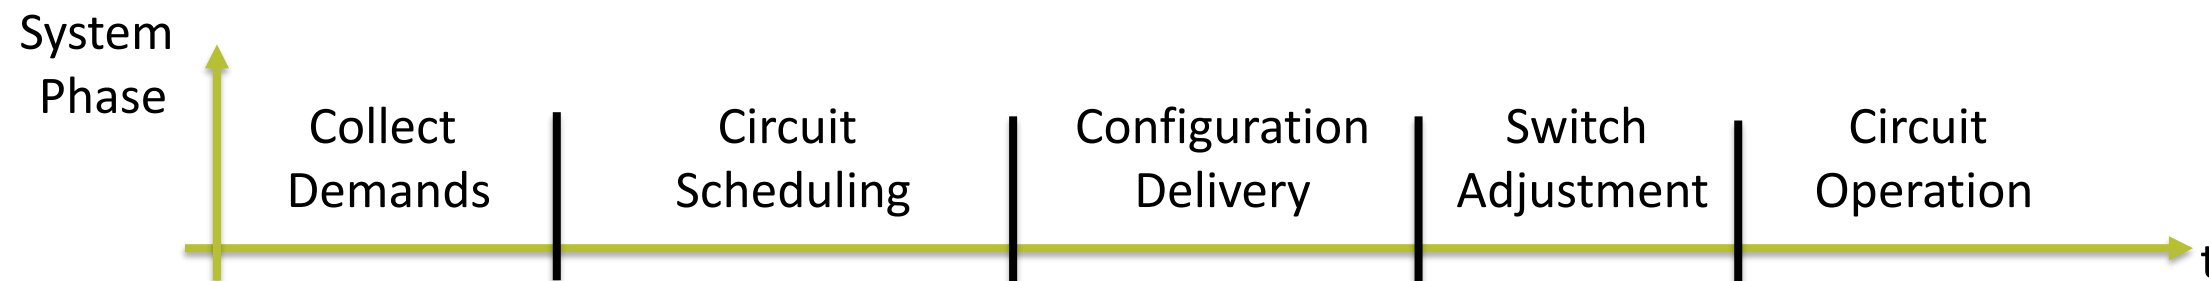 System
Phase
Collect
Demands
Circuit
Scheduling
Configuration
Delivery
Switch
Adjustment
Circuit
Operation
t